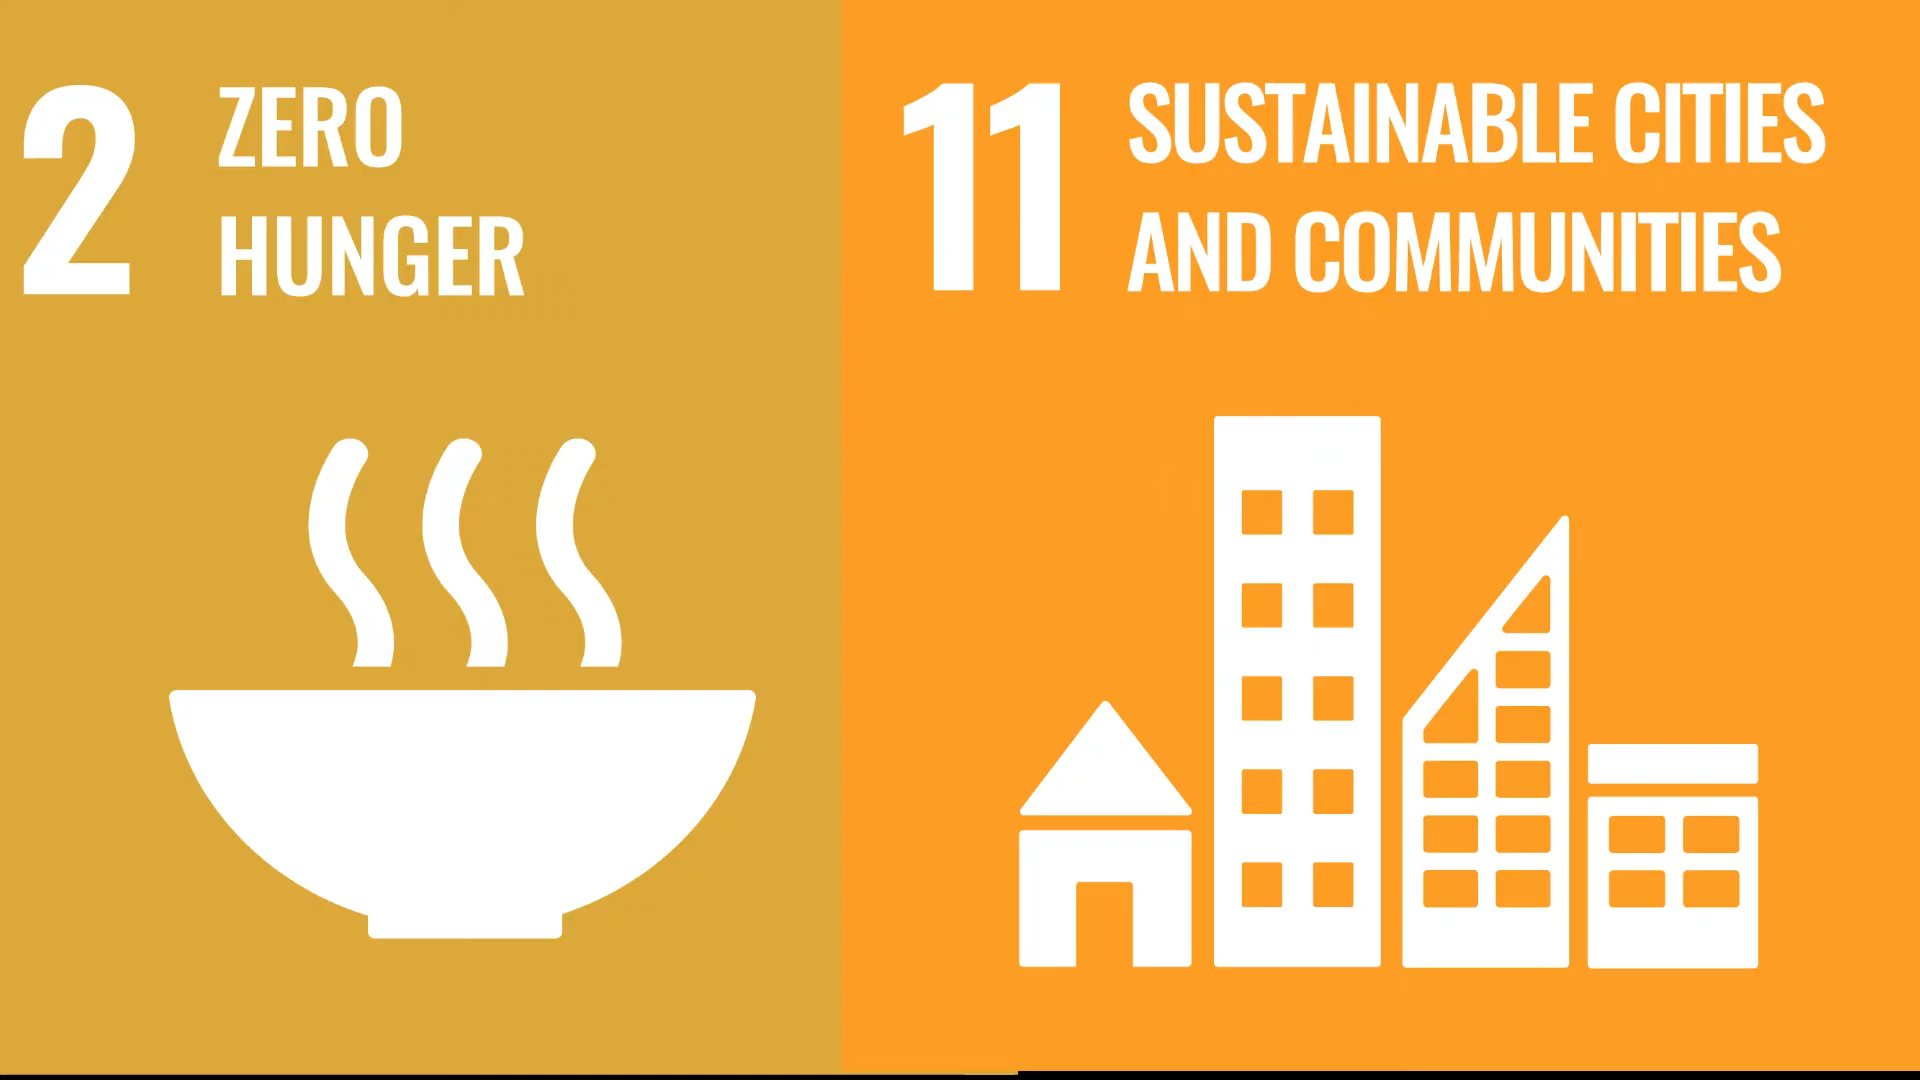 2
ZERO
HUNGER
11
SUSTAINABLE CITIES
AND COMMUNITIES